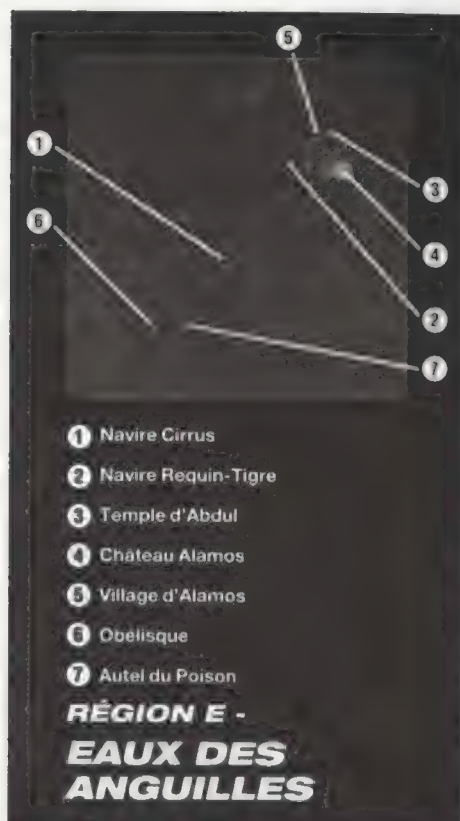 5
1
6
3
4
2
7
1 Navire Cirrus
2 Navire Requin-Tigre
3 Temple d'Abdul
4 Château Alamos
5 Village d'Alamos
6 Obélisque
7 Autel du Poison
RÉGION E -
EAUX DES
ANGUILLES